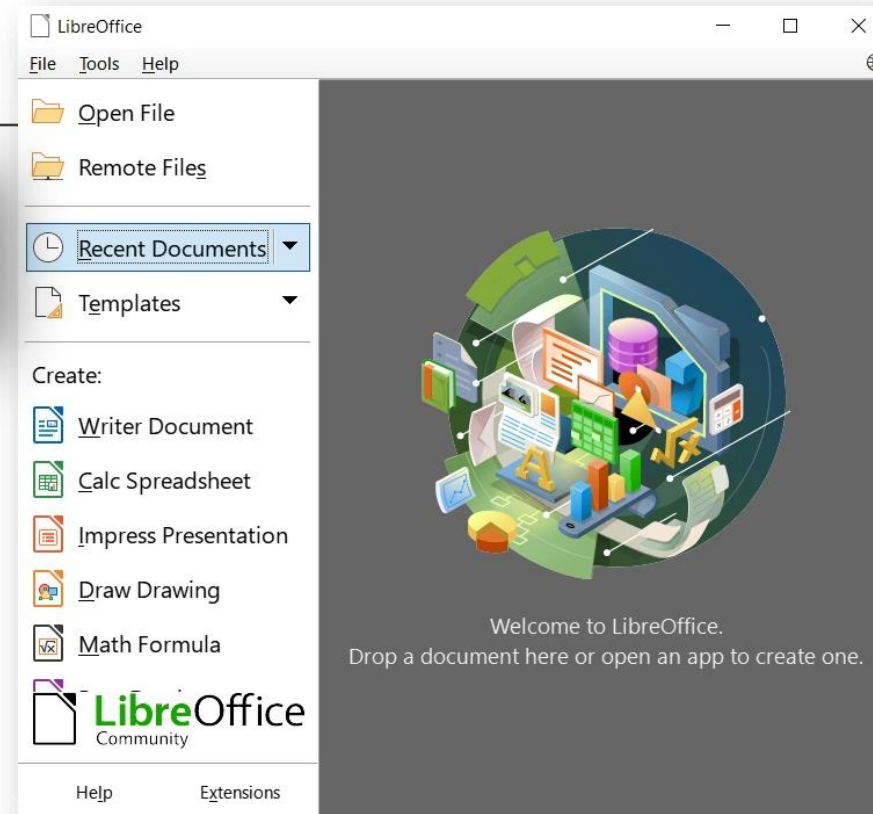 LibreOffice
File Tools Help
Open File
Remote Files
Recent Documents
Templates
Create:
Writer Document
Calc Spreadsheet
Impress Presentation
Draw Drawing
Math Formula
LibreOffice
Community
Help Extensions
Welcome to LibreOffice.
Drop a document here or open an app to create one.